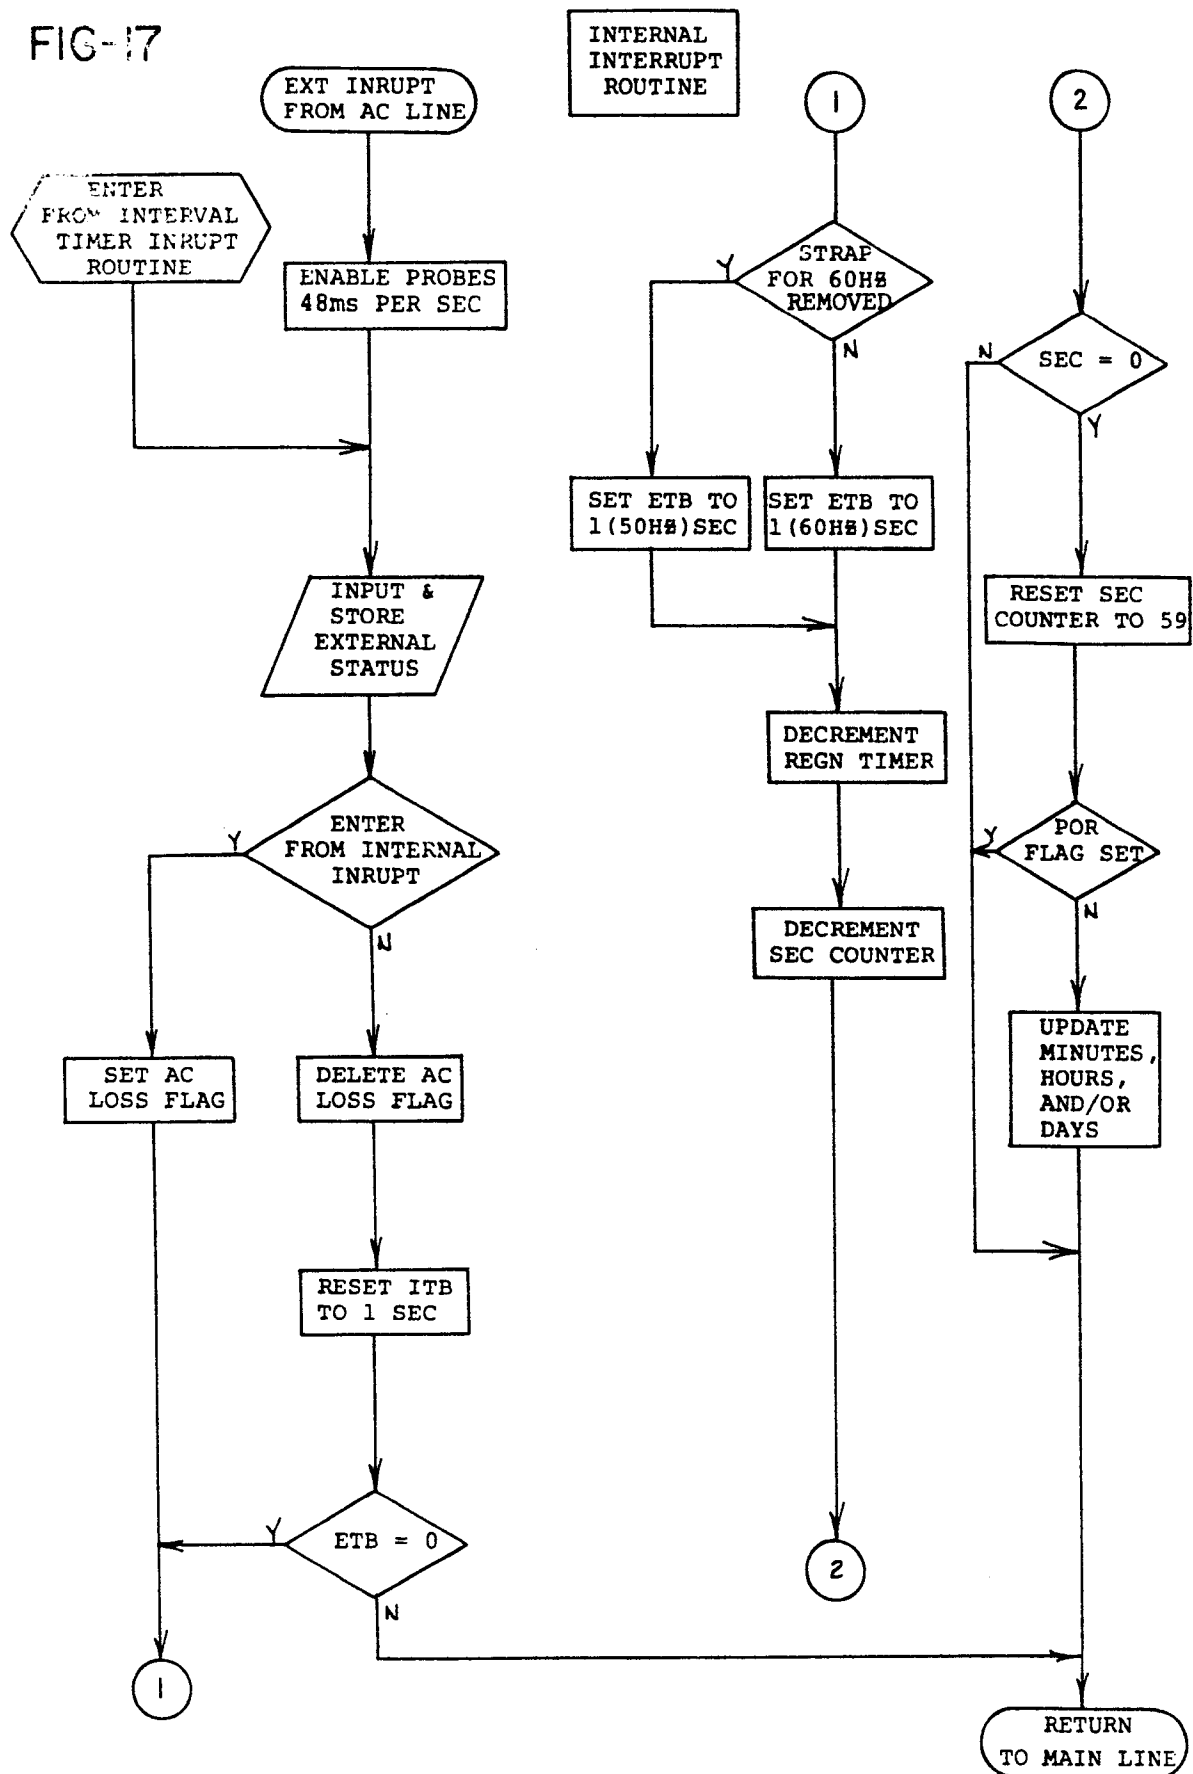 FIG-17
INTERNAL
INTERRUPT
ROUTINE
EXT INRUPT
FROM AC LINE
ENTER
FROM INTERVAL
TIMER INRUPT
ROUTINE
ENABLE PROBES
48ms PER SEC
INPUT &
STORE
EXTERNAL
STATUS
ENTER
FROM INTERNAL
INRUPT
Y
N
SET AC
LOSS FLAG
DELETE AC
LOSS FLAG
RESET ITB
TO 1 SEC
ETB = 0
Y
N
1
1
STRAP
FOR 60HZ
REMOVED
Y
N
SET ETB TO
1(50HZ)SEC
SET ETB TO
1(60HZ)SEC
DECREMENT
REGN TIMER
DECREMENT
SEC COUNTER
2
2
SEC = 0
N
Y
RESET SEC
COUNTER TO 59
POR
FLAG SET
Y
N
UPDATE
MINUTES,
HOURS,
AND/OR
DAYS
RETURN
TO MAIN LINE